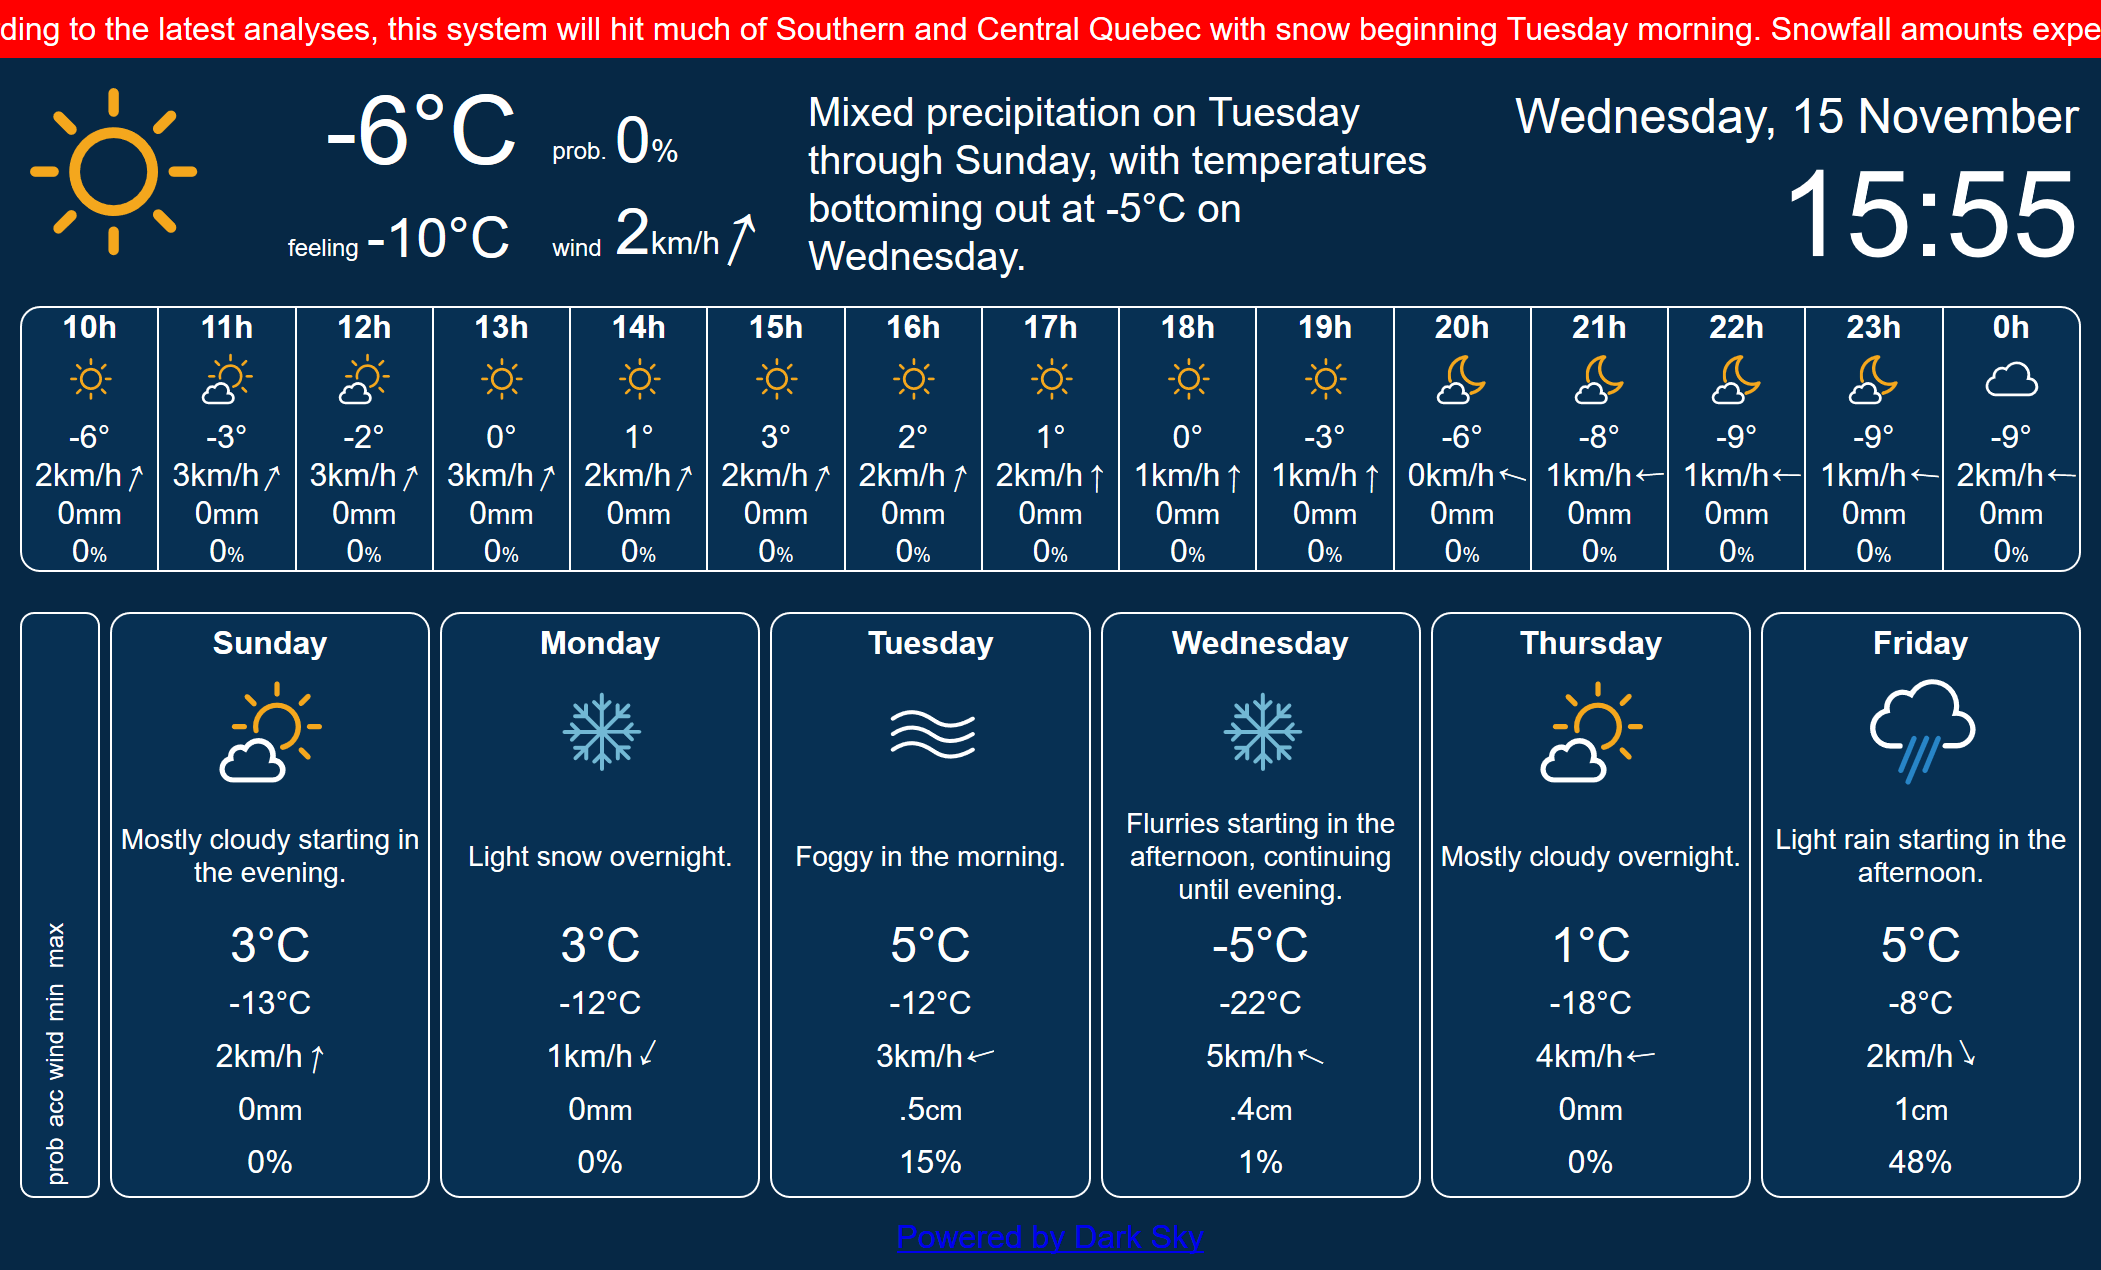 ding to the latest analyses, this system will hit much of Southern and Central Quebec with snow beginning Tuesday morning. Snowfall amounts expe
-6°C prob. 0%
feeling -10°C wind 2km/h
Mixed precipitation on Tuesday
through Sunday, with temperatures
bottoming out at -5°C on
Wednesday.
Wednesday, 15 November
15:55
10h 11h 12h 13h 14h 15h 16h 17h 18h 19h 20h 21h 22h 23h 0h
-6° -3° -2° 0° 1° 3° 2° 1° 0° -3° -6° -8° -9° -9° -9°
2km/h 3km/h 3km/h 3km/h 2km/h 2km/h 2km/h 2km/h 1km/h 1km/h 0km/h 1km/h 1km/h 1km/h 2km/h
0mm 0mm 0mm 0mm 0mm 0mm 0mm 0mm 0mm 0mm 0mm 0mm 0mm 0mm 0mm
0% 0% 0% 0% 0% 0% 0% 0% 0% 0% 0% 0% 0% 0% 0%
prob acc wind min max
Sunday
Mostly cloudy starting in
the evening.
3°C
-13°C
2km/h
0mm
0%
Monday
Light snow overnight.
3°C
-12°C
1km/h
0mm
0%
Tuesday
Foggy in the morning.
5°C
-12°C
3km/h
.5cm
15%
Wednesday
Flurries starting in the
afternoon, continuing
until evening.
-5°C
-22°C
5km/h
.4cm
1%
Thursday
Mostly cloudy overnight.
1°C
-18°C
4km/h
0mm
0%
Friday
Light rain starting in the
afternoon.
5°C
-8°C
2km/h
1cm
48%
Powered by Dark Sky